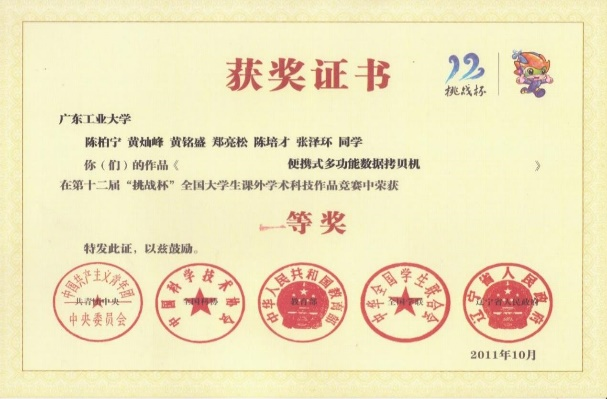 获奖证书
12
挑战杯
广东工业大学
陈柏宁 黄灿峰 黄铭盛 郑亮松 陈培才 张泽环 同学
你（们）的作品《 便携式多功能数据拷贝机 》
在第十二届“挑战杯”全国大学生课外学术科技作品竞赛中荣获
一等奖
特发此证，以兹鼓励。
中国共产主义青年团
共青团中央
中央委员会
中国科学技术协会
全国科协
中华人民共和国教育部
教育部
中华全国学生联合会
全国学联
辽宁省人民政府
辽宁省人民政府
2011年10月